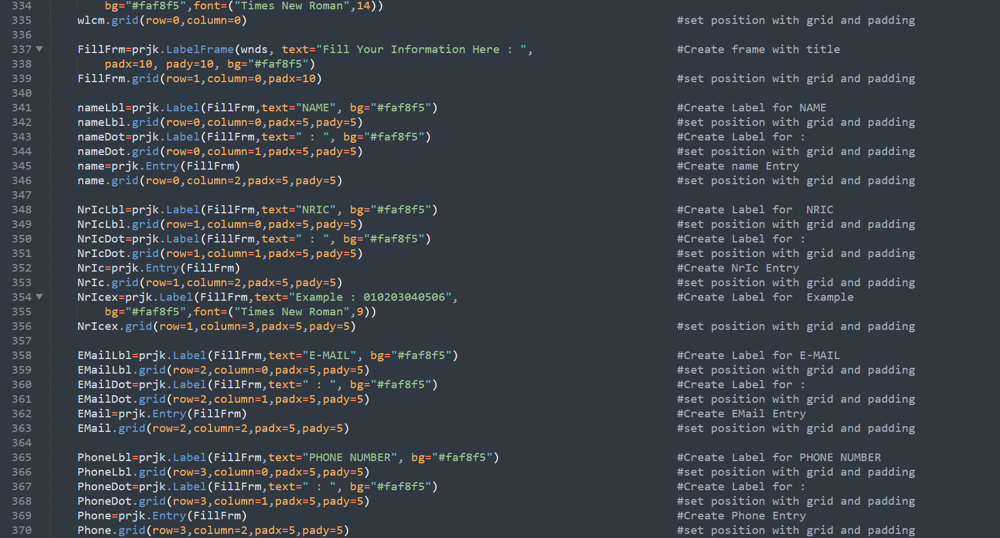 334         bg="#faf8f5",font=("Times New Roman",14))
335     wlcm.grid(row=0,column=0)     #set position with grid and padding
336
337     FillFrm=prjk.LabelFrame(wnds, text="Fill Your Information Here : ",     #Create frame with title
338         padx=10, pady=10, bg="#faf8f5")
339     FillFrm.grid(row=1,column=0,padx=10)     #set position with grid and padding
340
341     nameLbl=prjk.Label(FillFrm,text="NAME", bg="#faf8f5")     #Create Label for NAME
342     nameLbl.grid(row=0,column=0,padx=5,pady=5)     #set position with grid and padding
343     nameDot=prjk.Label(FillFrm,text=" : ", bg="#faf8f5")     #Create Label for :
344     nameDot.grid(row=0,column=1,padx=5,pady=5)     #set position with grid and padding
345     name=prjk.Entry(FillFrm)     #Create name Entry
346     name.grid(row=0,column=2,padx=5,pady=5)     #set position with grid and padding
347
348     NrIcLbl=prjk.Label(FillFrm,text="NRIC", bg="#faf8f5")     #Create Label for  NRIC
349     NrIcLbl.grid(row=1,column=0,padx=5,pady=5)     #set position with grid and padding
350     NrIcDot=prjk.Label(FillFrm,text=" : ", bg="#faf8f5")     #Create Label for :
351     NrIcDot.grid(row=1,column=1,padx=5,pady=5)     #set position with grid and padding
352     NrIc=prjk.Entry(FillFrm)     #Create NrIc Entry
353     NrIc.grid(row=1,column=2,padx=5,pady=5)     #set position with grid and padding
354     NrIcex=prjk.Label(FillFrm,text="Example : 010203040506",     #Create Label for  Example
355         bg="#faf8f5",font=("Times New Roman",9))
356     NrIcex.grid(row=1,column=3,padx=5,pady=5)     #set position with grid and padding
357
358     EMailLbl=prjk.Label(FillFrm,text="E-MAIL", bg="#faf8f5")     #Create Label for E-MAIL
359     EMailLbl.grid(row=2,column=0,padx=5,pady=5)     #set position with grid and padding
360     EMailDot=prjk.Label(FillFrm,text=" : ", bg="#faf8f5")     #Create Label for :
361     EMailDot.grid(row=2,column=1,padx=5,pady=5)     #set position with grid and padding
362     EMail=prjk.Entry(FillFrm)     #Create EMail Entry
363     EMail.grid(row=2,column=2,padx=5,pady=5)     #set position with grid and padding
364
365     PhoneLbl=prjk.Label(FillFrm,text="PHONE NUMBER", bg="#faf8f5")     #Create Label for PHONE NUMBER
366     PhoneLbl.grid(row=3,column=0,padx=5,pady=5)     #set position with grid and padding
367     PhoneDot=prjk.Label(FillFrm,text=" : ", bg="#faf8f5")     #Create Label for :
368     PhoneDot.grid(row=3,column=1,padx=5,pady=5)     #set position with grid and padding
369     Phone=prjk.Entry(FillFrm)     #Create Phone Entry
370     Phone.grid(row=3,column=2,padx=5,pady=5)     #set position with grid and padding